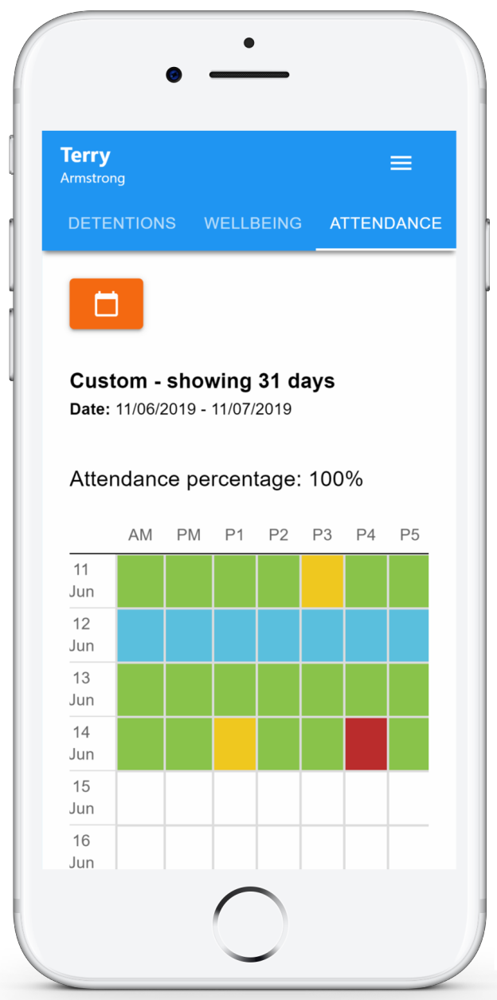 Terry
Armstrong
DETENTIONS WELLBEING ATTENDANCE
Custom - showing 31 days
Date: 11/06/2019 - 11/07/2019
Attendance percentage: 100%
AM PM P1 P2 P3 P4 P5
11
Jun
12
Jun
13
Jun
14
Jun
15
Jun
16
Jun